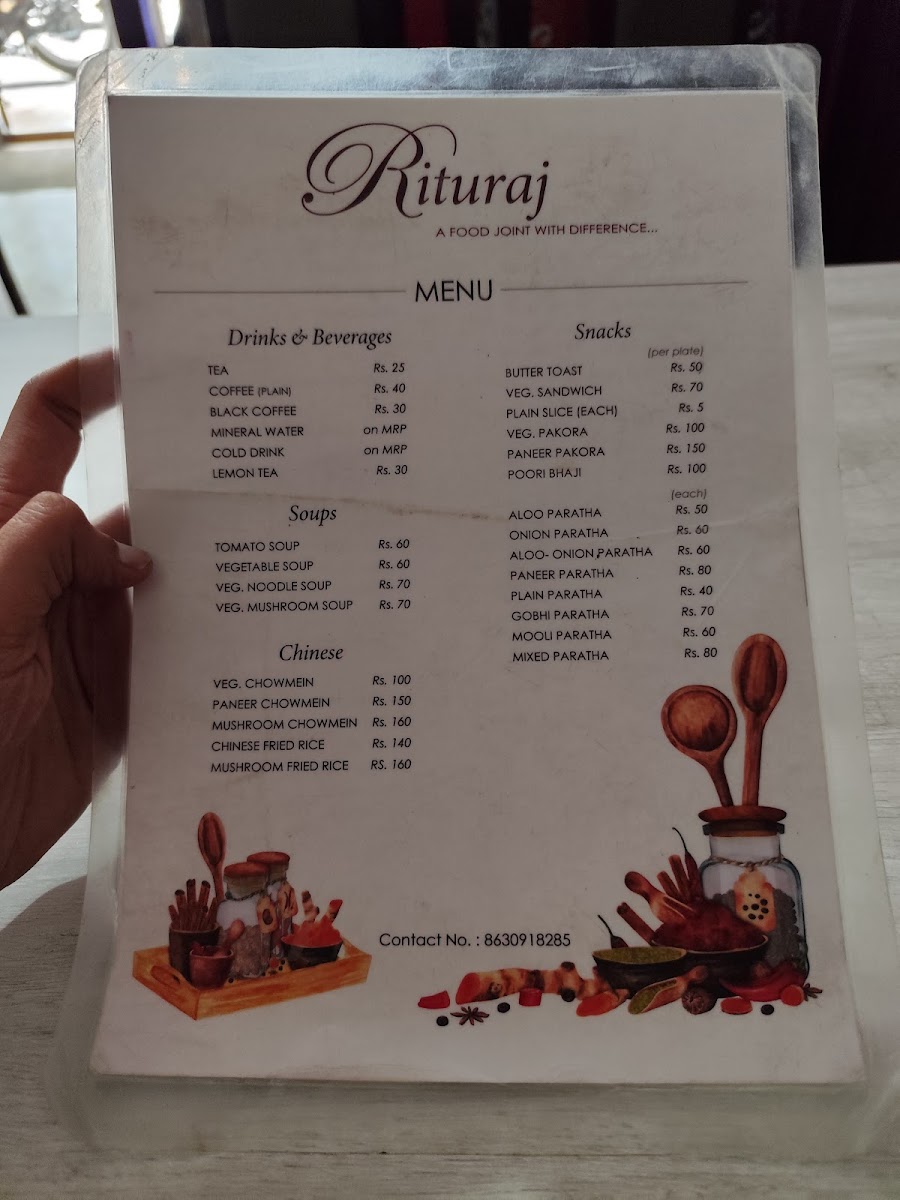 Rituraj
A FOOD JOINT WITH DIFFERENCE...
MENU
Drinks & Beverages
TEA Rs. 25
COFFEE (PLAIN) Rs. 40
BLACK COFFEE Rs. 30
MINERAL WATER on MRP
COLD DRINK on MRP
LEMON TEA Rs. 30
Soups
TOMATO SOUP Rs. 60
VEGETABLE SOUP Rs. 60
VEG. NOODLE SOUP Rs. 70
VEG. MUSHROOM SOUP Rs. 70
Chinese
VEG. CHOWMEIN Rs. 100
PANEER CHOWMEIN Rs. 150
MUSHROOM CHOWMEIN Rs. 160
CHINESE FRIED RICE Rs. 140
MUSHROOM FRIED RICE RS. 160
Snacks
(per plate)
BUTTER TOAST Rs. 50
VEG. SANDWICH Rs. 70
PLAIN SLICE (EACH) Rs. 5
VEG. PAKORA Rs. 100
PANEER PAKORA Rs. 150
POORI BHAJI Rs. 100
(each)
ALOO PARATHA Rs. 50
ONION PARATHA Rs. 60
ALOO- ONION PARATHA Rs. 60
PANEER PARATHA Rs. 80
PLAIN PARATHA Rs. 40
GOBHI PARATHA Rs. 70
MOOLI PARATHA Rs. 60
MIXED PARATHA Rs. 80
Contact No. : 8630918285